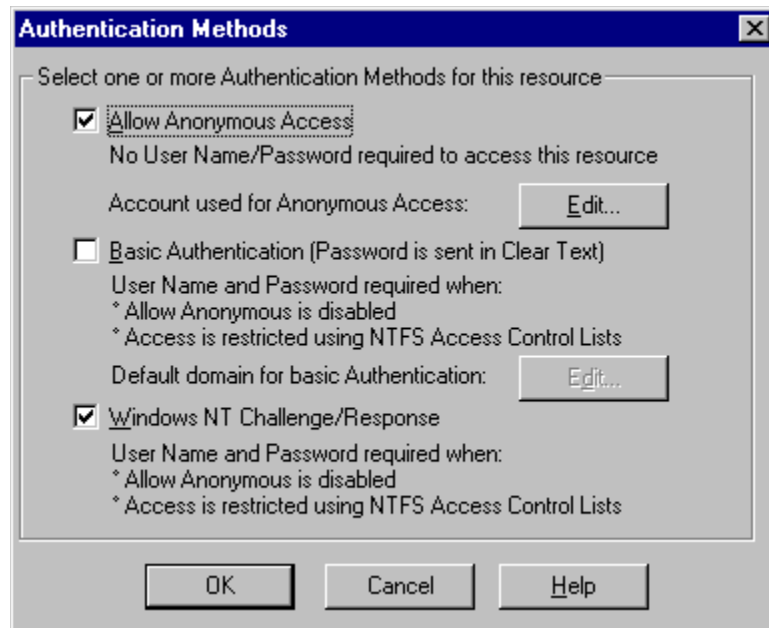 Authentication Methods
Select one or more Authentication Methods for this resource
Allow Anonymous Access
No User Name/Password required to access this resource
Account used for Anonymous Access: Edit...
Basic Authentication (Password is sent in Clear Text)
User Name and Password required when:
* Allow Anonymous is disabled
* Access is restricted using NTFS Access Control Lists
Default domain for basic Authentication: Edit...
Windows NT Challenge/Response
User Name and Password required when:
* Allow Anonymous is disabled
* Access is restricted using NTFS Access Control Lists
OK Cancel Help